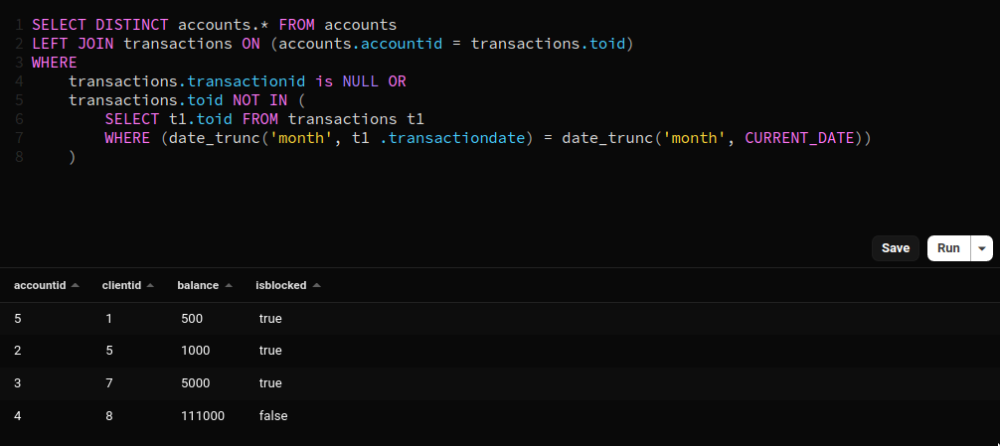 1 SELECT DISTINCT accounts.* FROM accounts
2 LEFT JOIN transactions ON (accounts.accountid = transactions.toid)
3 WHERE
4 transactions.transactionid is NULL OR
5 transactions.toid NOT IN (
6 SELECT t1.toid FROM transactions t1
7 WHERE (date_trunc('month', t1 .transactiondate) = date_trunc('month', CURRENT_DATE))
8 )
Save Run
accountid clientid balance isblocked
5 1 500 true
2 5 1000 true
3 7 5000 true
4 8 111000 false